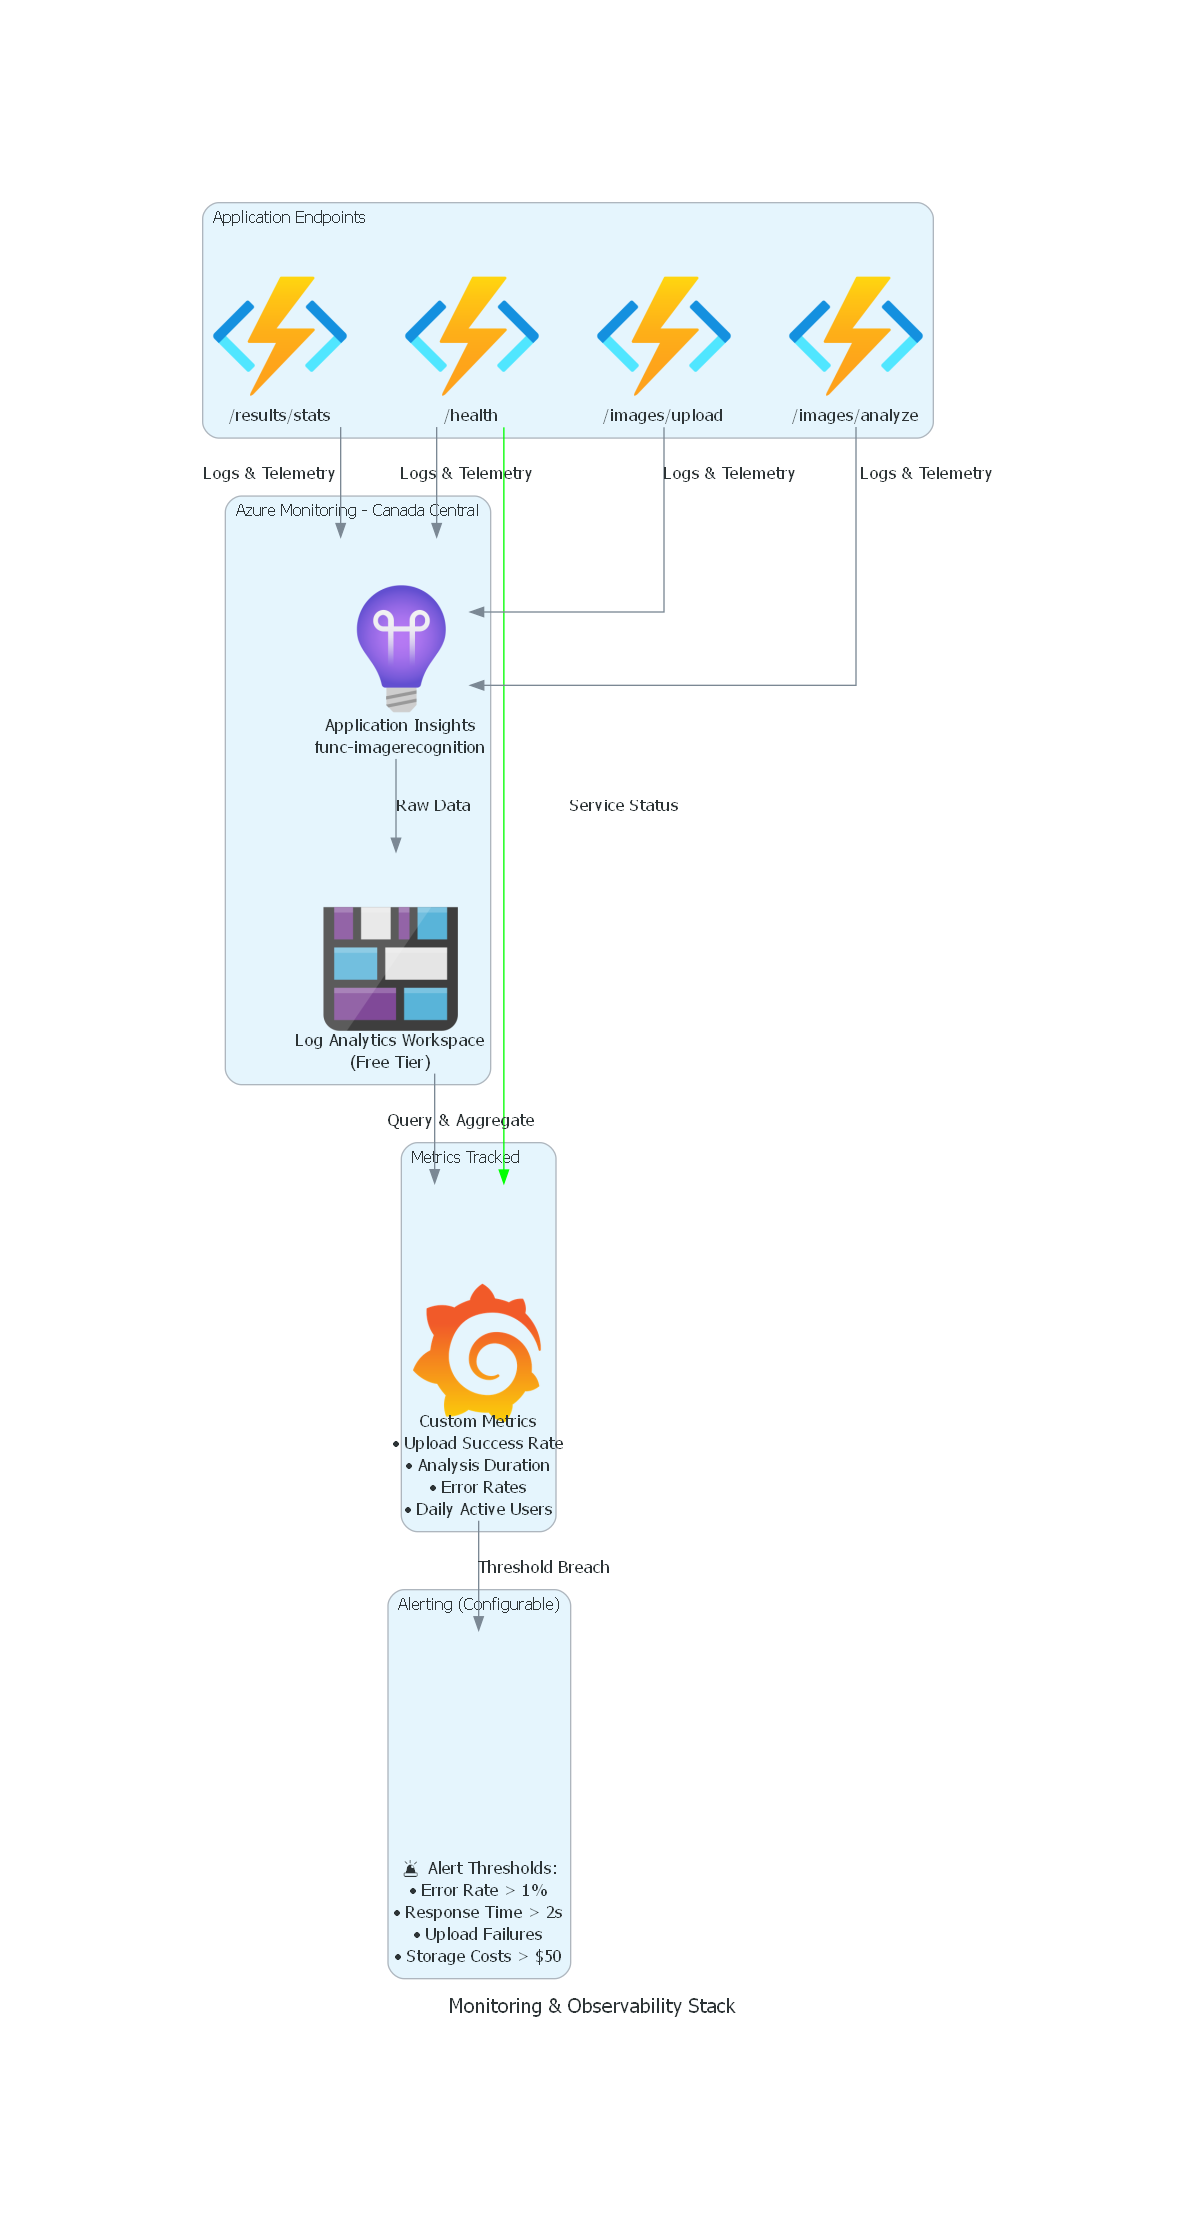 Application Endpoints
/results/stats
/health
/images/upload
/images/analyze
Logs & Telemetry
Logs & Telemetry
Logs & Telemetry
Logs & Telemetry
Azure Monitoring - Canada Central
Application Insights
func-imagerecognition
Raw Data
Service Status
Log Analytics Workspace
(Free Tier)
Query & Aggregate
Metrics Tracked
Custom Metrics
• Upload Success Rate
• Analysis Duration
• Error Rates
• Daily Active Users
Threshold Breach
Alerting (Configurable)
🚨 Alert Thresholds:
• Error Rate > 1%
• Response Time > 2s
• Upload Failures
• Storage Costs > $50
Monitoring & Observability Stack